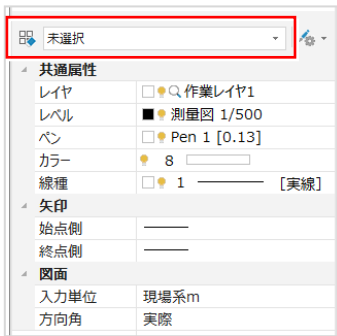 未選択
共通属性
レイヤ 作業レイヤ1
レベル 測量図 1/500
ペン Pen 1 [0.13]
カラー 8
線種 1 [実線]
矢印
始点側
終点側
図面
入力単位 現場系m
方向角 実際